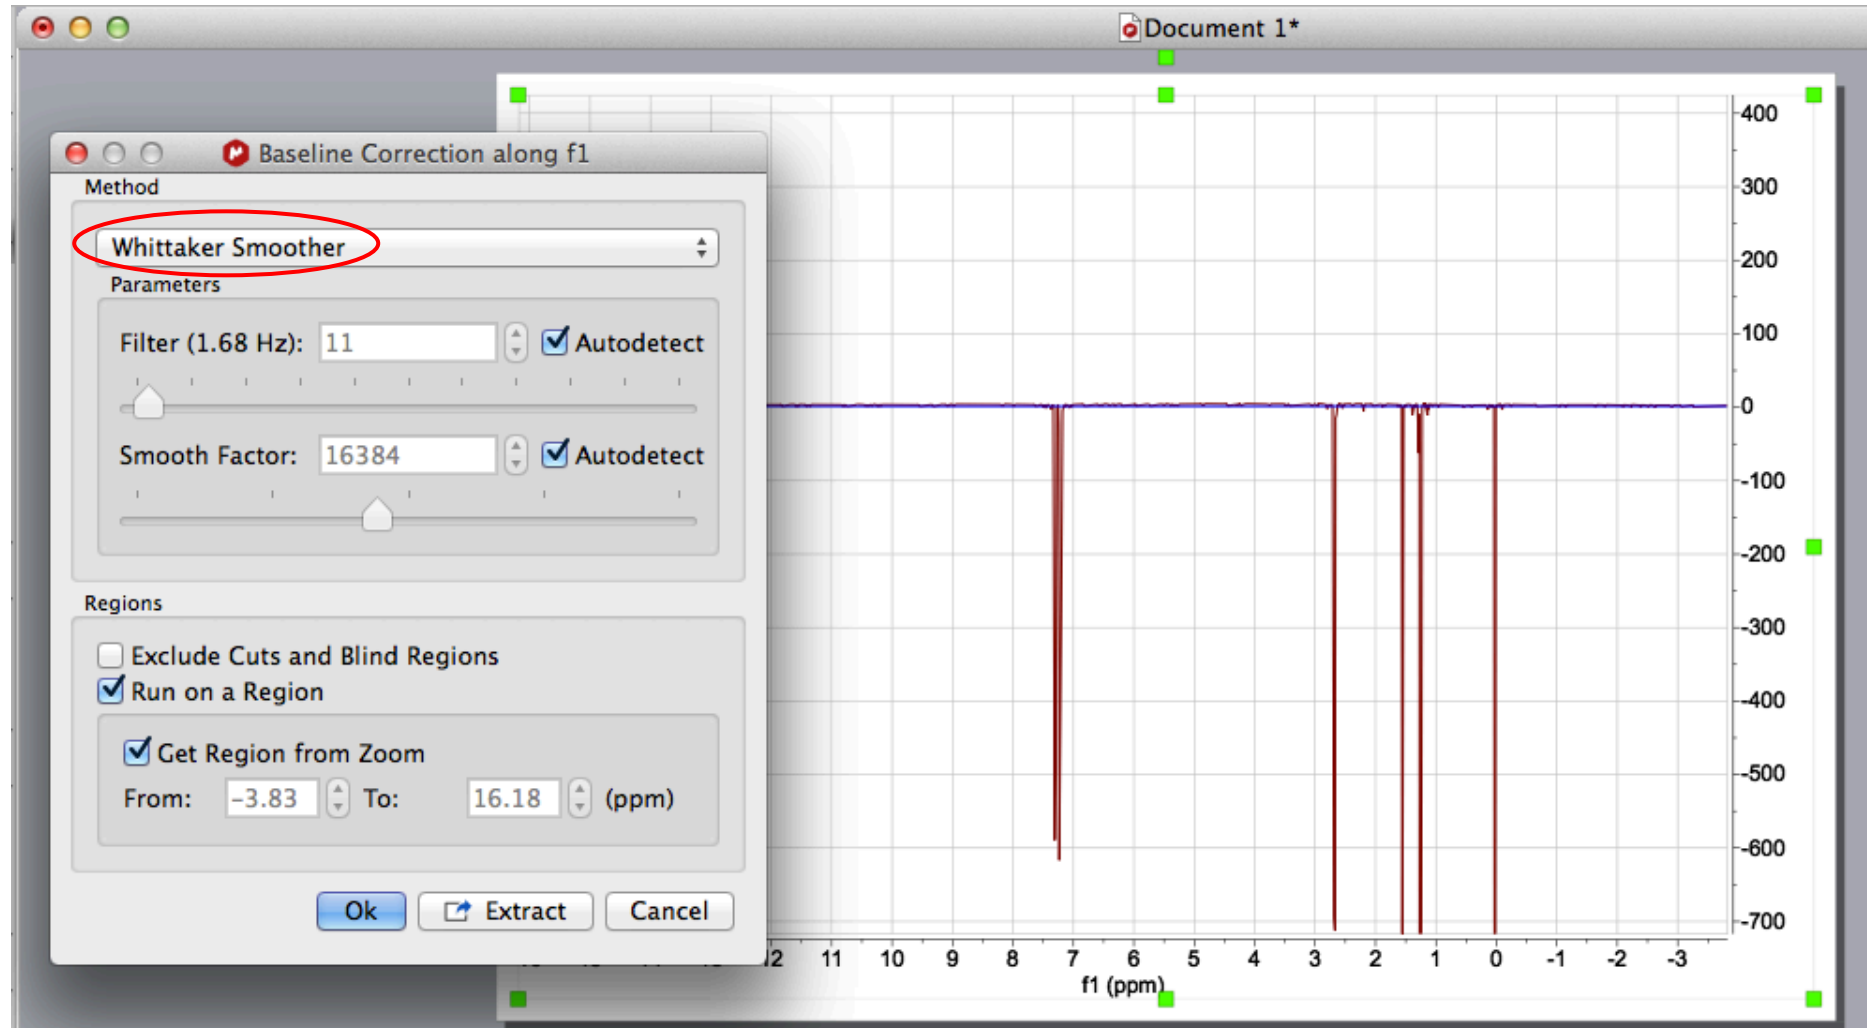 Document 1*
Baseline Correction along f1
Method
Whittaker Smoother
Parameters
Filter (1.68 Hz): 11 Autodetect
Smooth Factor: 16384 Autodetect
Regions
Exclude Cuts and Blind Regions
Run on a Region
Get Region from Zoom
From: -3.83 To: 16.18 (ppm)
Ok Extract Cancel
400
300
200
100
0
-100
-200
-300
-400
-500
-600
-700
12 11 10 9 8 7 6 5 4 3 2 1 0 -1 -2 -3
f1 (ppm)